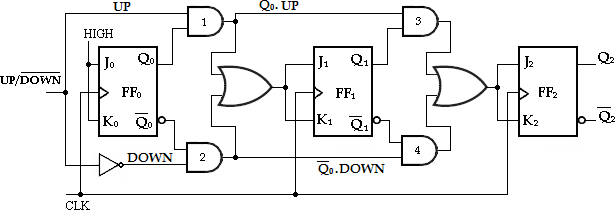 UP
Q₀.UP
1
3
HIGH
J₀
Q₀
J₁
Q₁
J₂
Q₂
UP/D̅O̅W̅N̅
FF₀
FF₁
FF₂
K₀
Q̅₀
K₁
Q̅₁
K₂
Q̅₂
DOWN
2
4
Q̅₀.DOWN
CLK